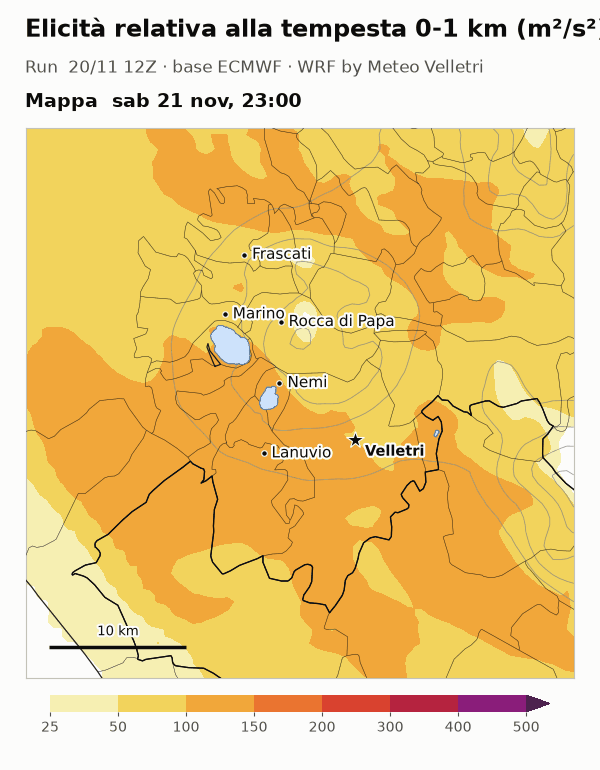 Elicità relativa alla tempesta 0-1 km (m²/s²)
Run 20/11 12Z · base ECMWF · WRF by Meteo Velletri
Mappa sab 21 nov, 23:00
Frascati
Marino
Rocca di Papa
Nemi
Velletri
Lanuvio
10 km
25 50 100 150 200 300 400 500